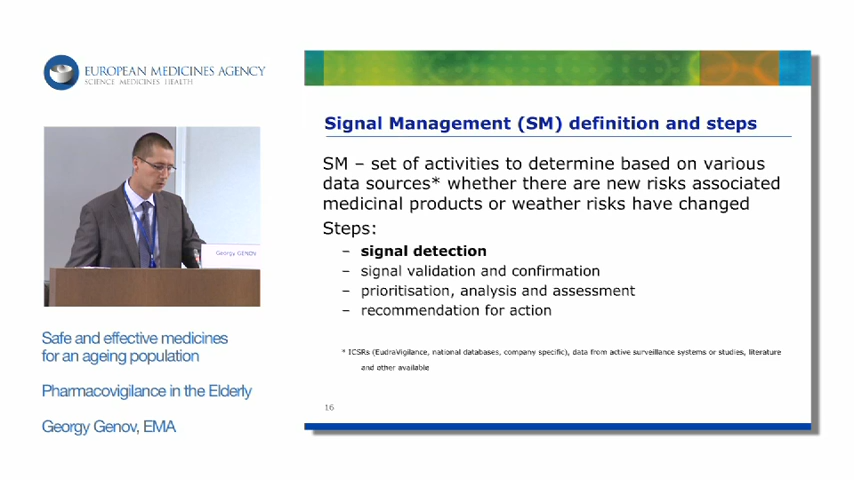 EUROPEAN MEDICINES AGENCY
SCIENCE MEDICINES HEALTH
Georgy GENOV
Safe and effective medicines
for an ageing population
Pharmacovigilance in the Elderly
Georgy Genov, EMA
Signal Management (SM) definition and steps
SM – set of activities to determine based on various
data sources* whether there are new risks associated
medicinal products or weather risks have changed
Steps:
– signal detection
– signal validation and confirmation
– prioritisation, analysis and assessment
– recommendation for action
* ICSRs (EudraVigilance, national databases, company specific), data from active surveillance systems or studies, literature
and other available
16